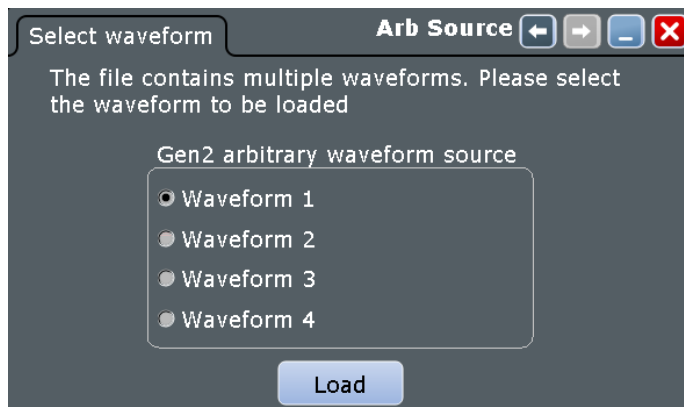 Select waveform
Arb Source
The file contains multiple waveforms. Please select
the waveform to be loaded
Gen2 arbitrary waveform source
Waveform 1
Waveform 2
Waveform 3
Waveform 4
Load